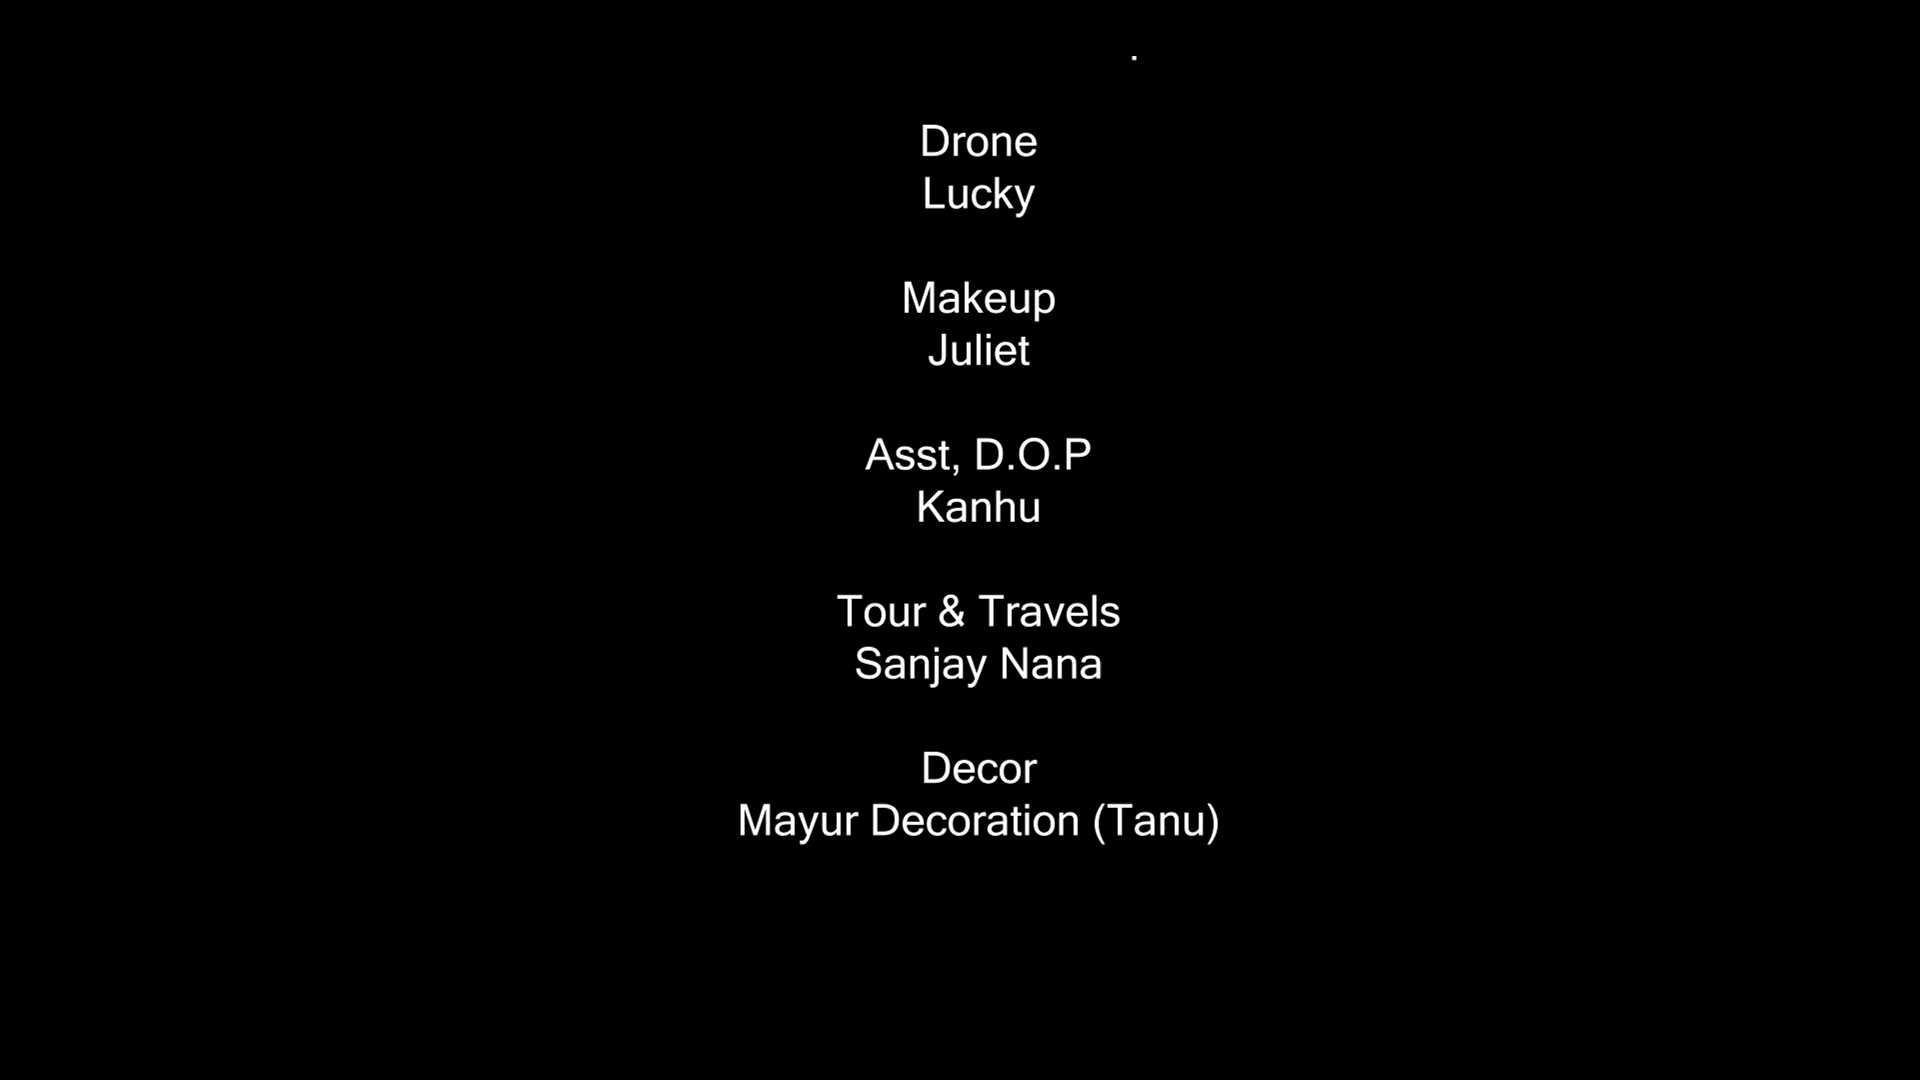 .
Drone
Lucky
Makeup
Juliet
Asst, D.O.P
Kanhu
Tour & Travels
Sanjay Nana
Decor
Mayur Decoration (Tanu)